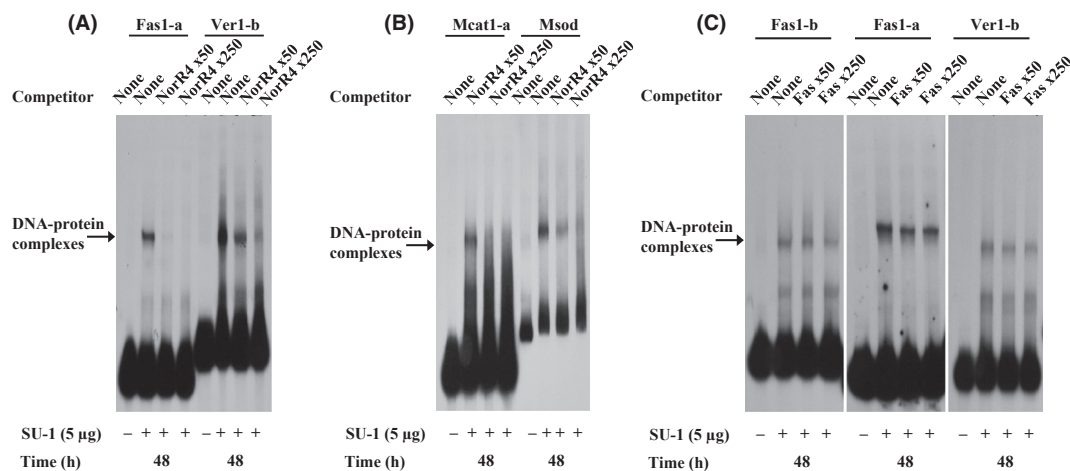 (A)
Fas1-a Ver1-b
Competitor None None NorR4 x50 NorR4 x250 None None NorR4 x50 NorR4 x250
DNA-protein
complexes
SU-1 (5 µg) – + + + – + + +
Time (h) 48 48
(B)
Mcat1-a Msod
Competitor None NorR4 x50 NorR4 x250 None None NorR4 x50 NorR4 x250
DNA-protein
complexes
SU-1 (5 µg) – + + + – + + +
Time (h) 48 48
(C)
Fas1-b Fas1-a Ver1-b
Competitor None None Fas x50 Fas x250 None None Fas x50 Fas x250 None None Fas x50 Fas x250
DNA-protein
complexes
SU-1 (5 µg) – + + + – + + + – + + +
Time (h) 48 48 48